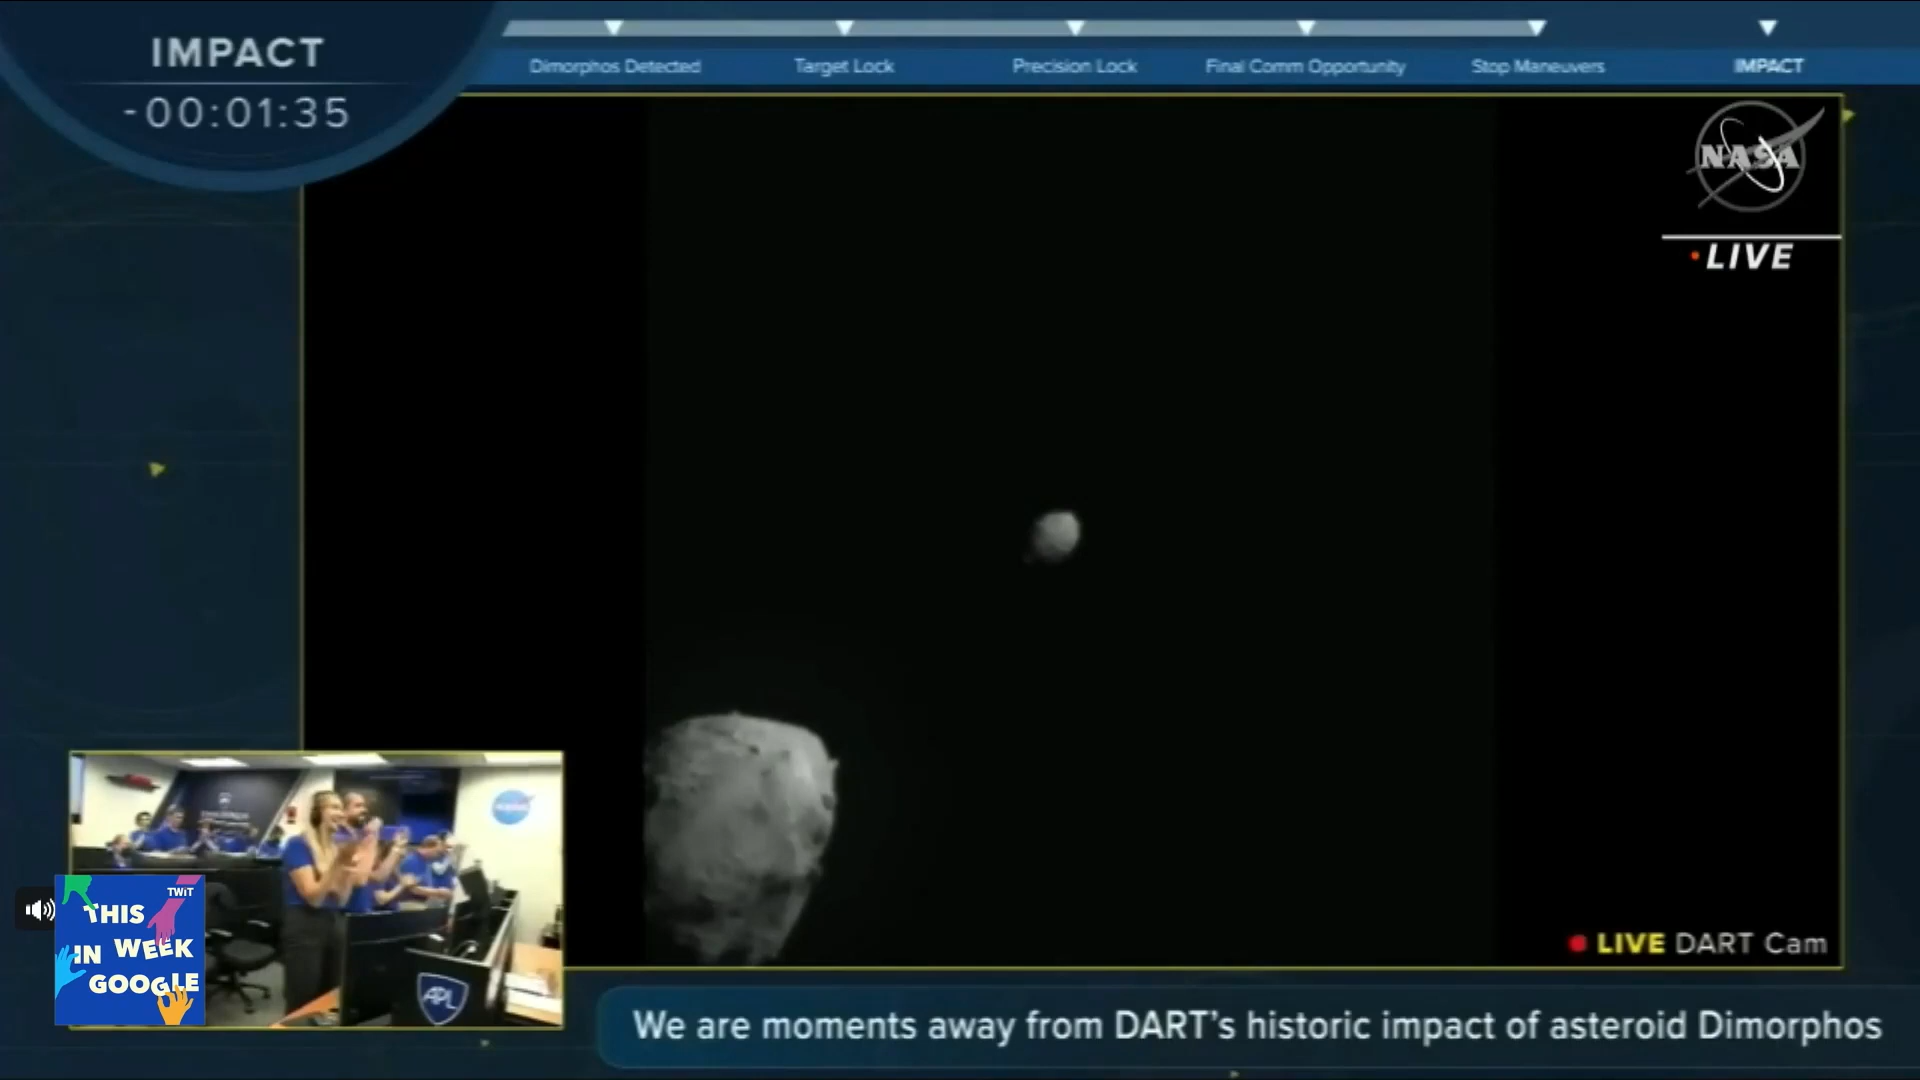 IMPACT
-00:01:35
Dimorphos Detected
Target Lock
Precision Lock
Final Comm Opportunity
Stop Maneuvers
IMPACT
NASA
LIVE
LIVE DART Cam
NASA
APL
TWiT
THIS
IN WEEK
GOOGLE
We are moments away from DART's historic impact of asteroid Dimorphos